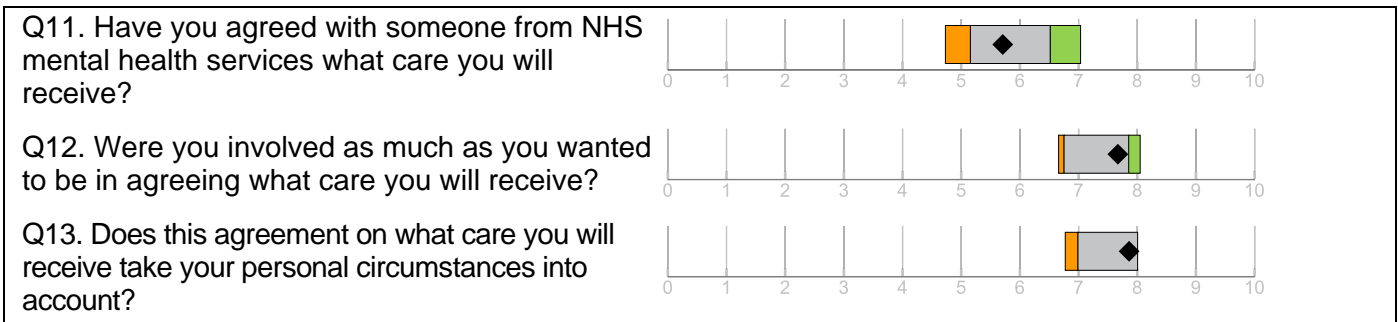 Q11. Have you agreed with someone from NHS
mental health services what care you will
receive?
0 1 2 3 4 5 6 7 8 9 10
Q12. Were you involved as much as you wanted
to be in agreeing what care you will receive?
0 1 2 3 4 5 6 7 8 9 10
Q13. Does this agreement on what care you will
receive take your personal circumstances into
account?
0 1 2 3 4 5 6 7 8 9 10